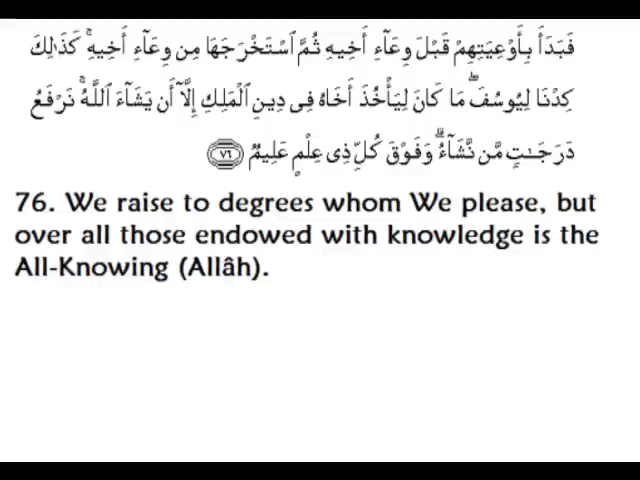 فَبَدَأَ بِأَوْعِيَتِهِمْ قَبْلَ وِعَآءِ أَخِيهِ ثُمَّ ٱسْتَخْرَجَهَا مِن وِعَآءِ أَخِيهِ ۚ كَذَٰلِكَ
كِدْنَا لِيُوسُفَ ۖ مَا كَانَ لِيَأْخُذَ أَخَاهُ فِى دِينِ ٱلْمَلِكِ إِلَّآ أَن يَشَآءَ ٱللَّهُ ۚ نَرْفَعُ
دَرَجَـٰتٍ مَّن نَّشَآءُ ۗ وَفَوْقَ كُلِّ ذِى عِلْمٍ عَلِيمٌ ٧٦
76. We raise to degrees whom We please, but
over all those endowed with knowledge is the
All-Knowing (Allâh).